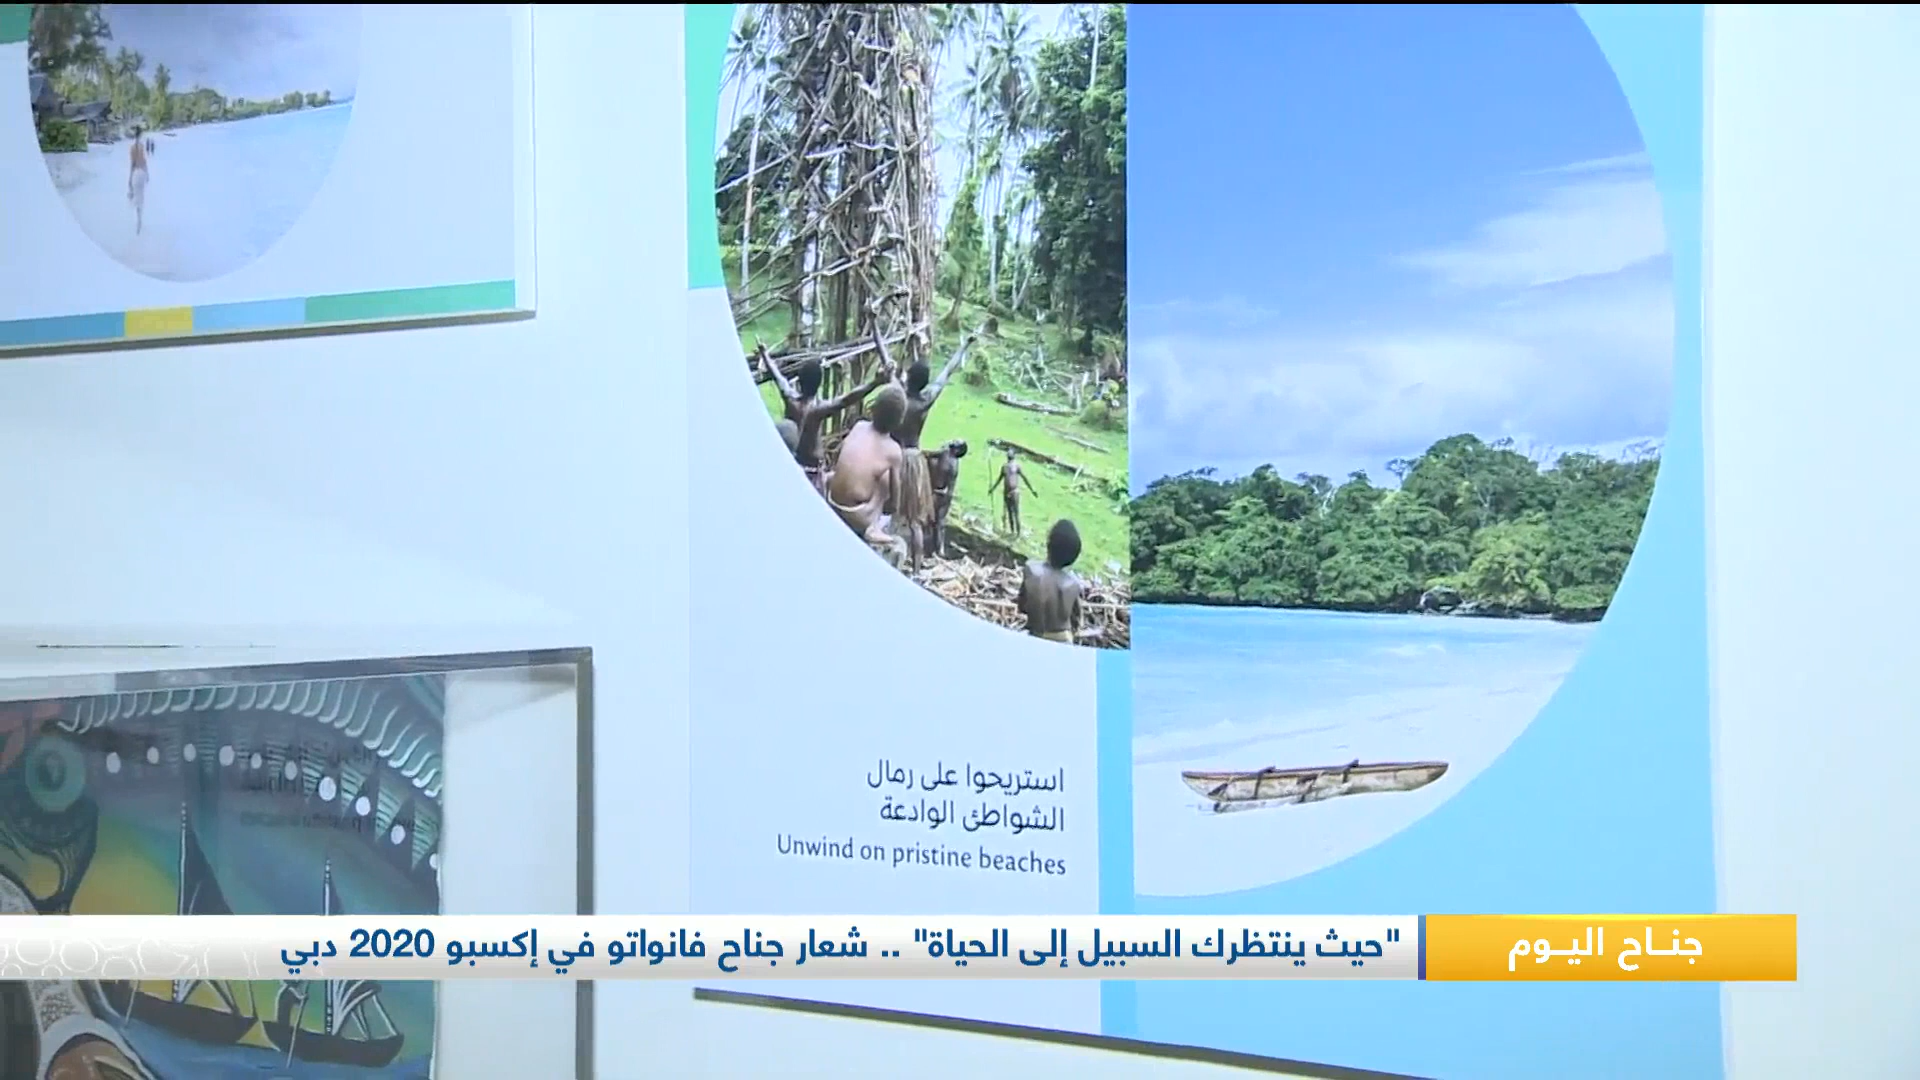 استريحوا على رمال
الشواطئ الوادعة
Unwind on pristine beaches
جناح اليوم
"حيث ينتظرك السبيل إلى الحياة" .. شعار جناح فانواتو في إكسبو 2020 دبي